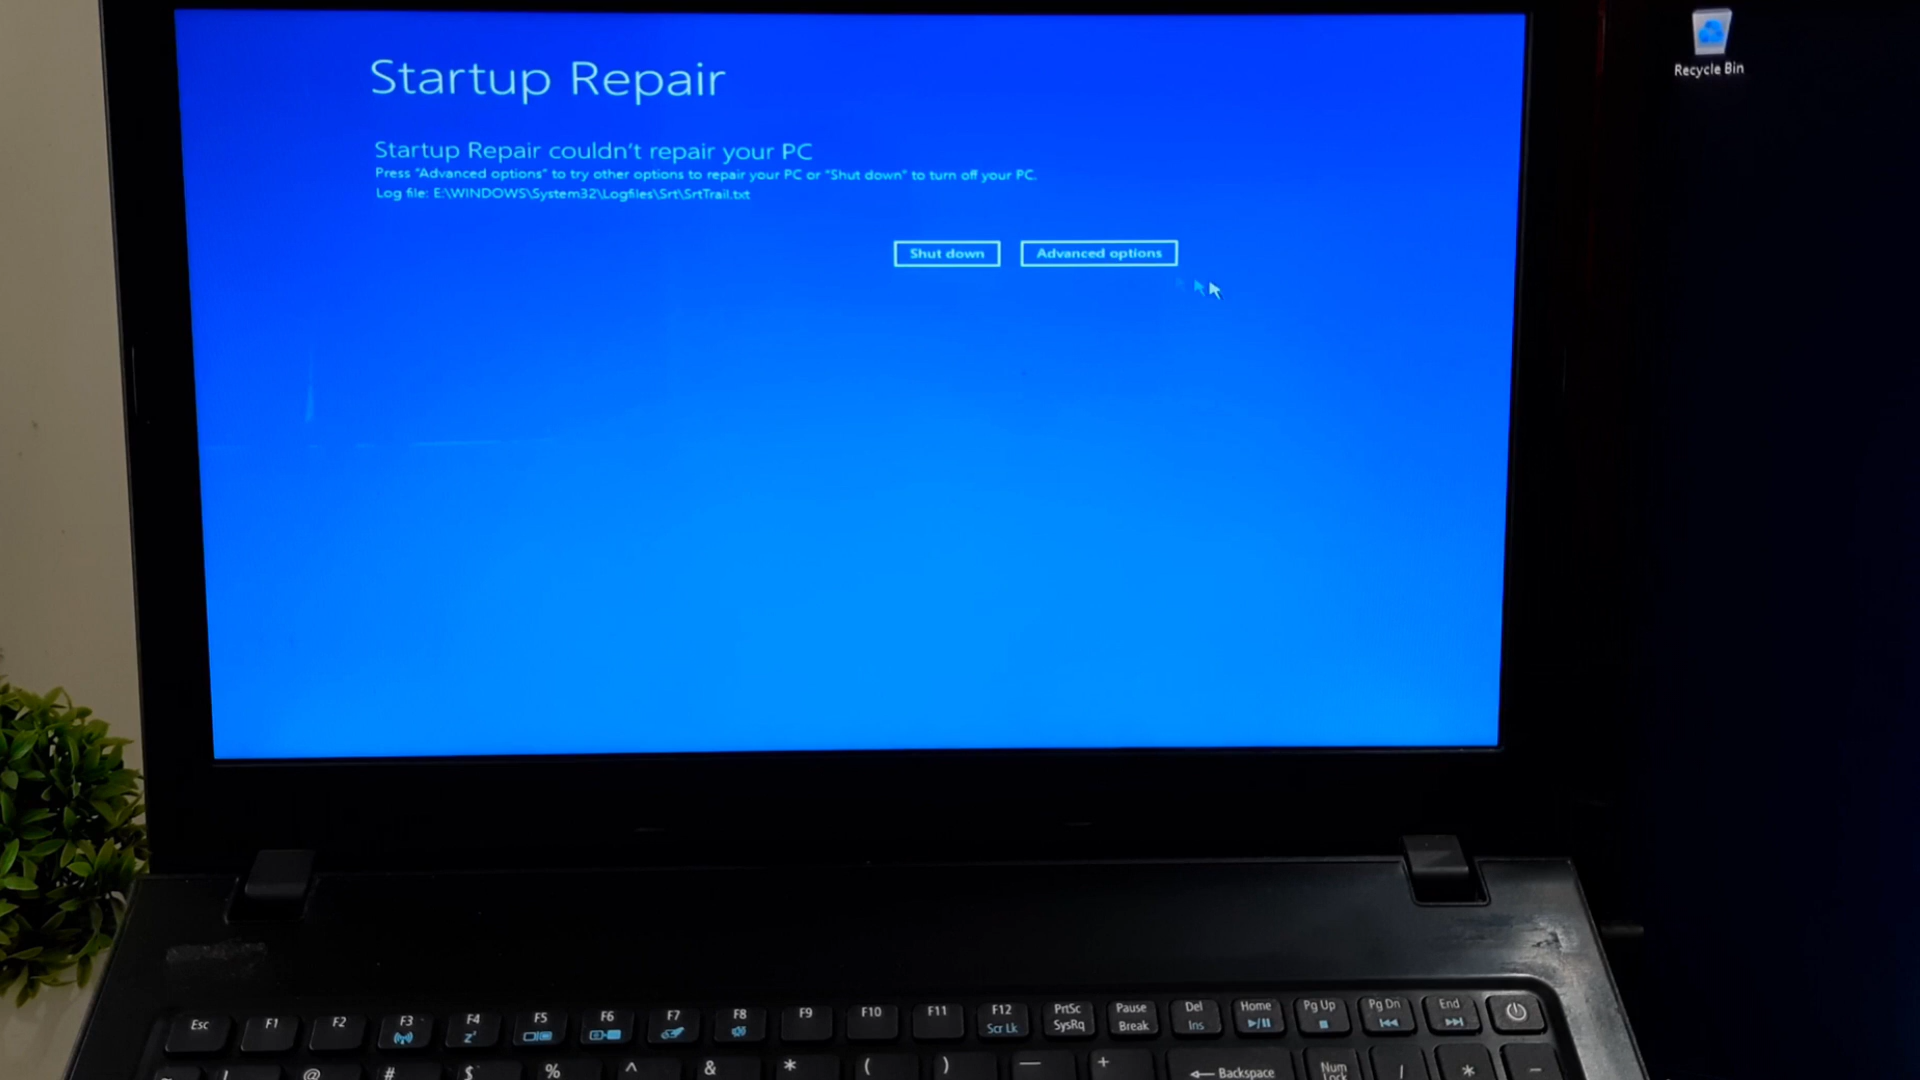 Startup Repair
Startup Repair couldn't repair your PC
Press "Advanced options" to try other options to repair your PC or "Shut down" to turn off your PC.
Log file: E:\WINDOWS\System32\Logfiles\Srt\SrtTrail.txt
Shut down Advanced options
Recycle Bin
Esc F1 F2 F3 F4 F5 F6 F7 F8 F9 F10 F11 F12 PrtSc Pause Del Home Pg Up Pg Dn End
zᶻ Scr Lk SysRq Break Ins
~ ! @ # $ % ^ & * ( ) — + Backspace Num Lock / * -